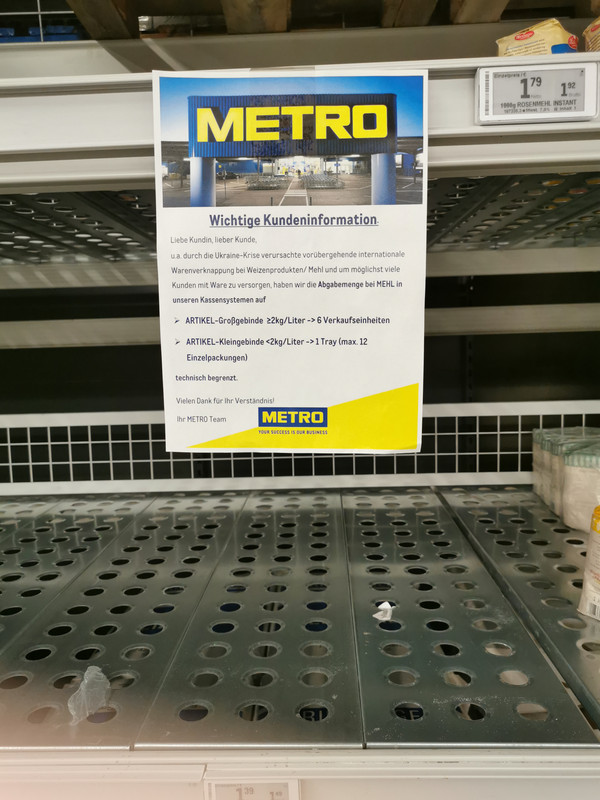 Einzelpreis / €
1 79
1 92
1000g ROSENMEHL INSTANT
METRO
Wichtige Kundeninformation
Liebe Kundin, lieber Kunde,
u.a. durch die Ukraine-Krise verursachte vorübergehende internationale
Warenverknappung bei Weizenprodukten/ Mehl und um möglichst viele
Kunden mit Ware zu versorgen, haben wir die Abgabemenge bei MEHL in
unseren Kassensystemen auf
➢ ARTIKEL-Großgebinde ≥2kg/Liter -> 6 Verkaufseinheiten
➢ ARTIKEL-Kleingebinde <2kg/Liter -> 1 Tray (max. 12
Einzelpackungen)
technisch begrenzt.
Vielen Dank für Ihr Verständnis!
Ihr METRO Team
METRO
YOUR SUCCESS IS OUR BUSINESS
1 39